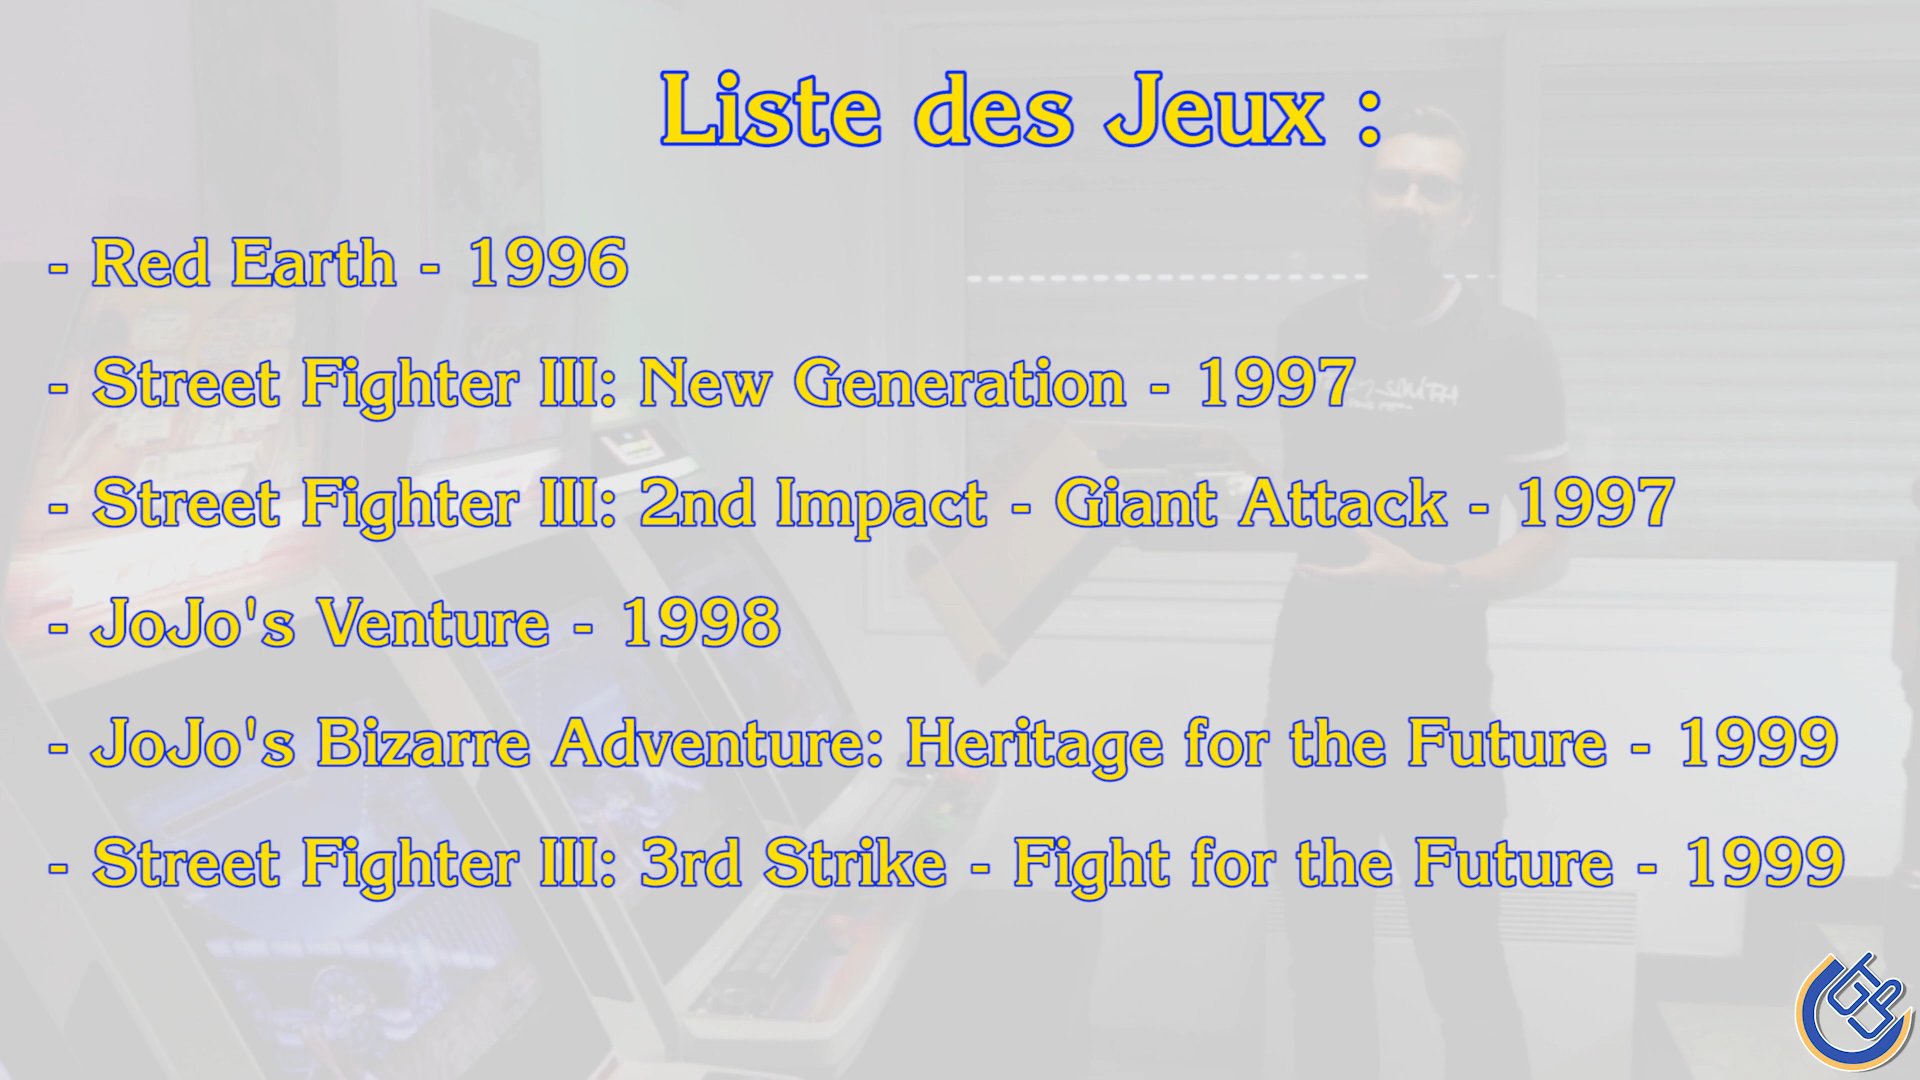 Liste des Jeux :
- Red Earth - 1996
- Street Fighter III: New Generation - 1997
- Street Fighter III: 2nd Impact - Giant Attack - 1997
- JoJo's Venture - 1998
- JoJo's Bizarre Adventure: Heritage for the Future - 1999
- Street Fighter III: 3rd Strike - Fight for the Future - 1999